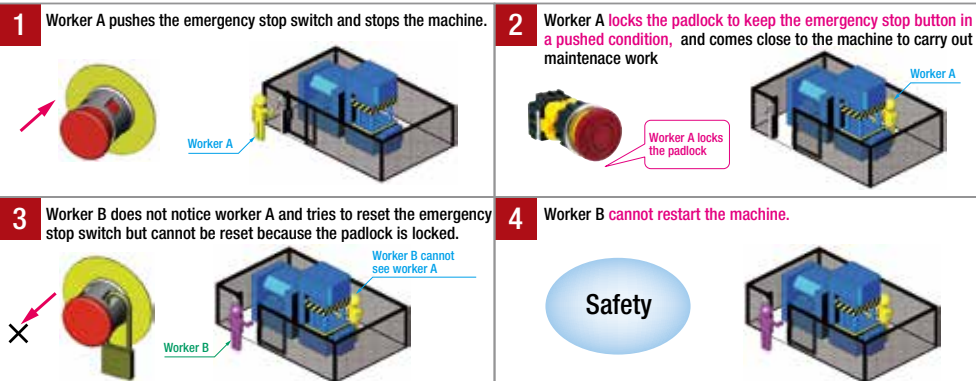 1
Worker A pushes the emergency stop switch and stops the machine.
Worker A
2
Worker A locks the padlock to keep the emergency stop button in
a pushed condition, and comes close to the machine to carry out
maintenace work
Worker A
Worker A locks
the padlock
3
Worker B does not notice worker A and tries to reset the emergency
stop switch but cannot be reset because the padlock is locked.
Worker B cannot
see worker A
Worker B
4
Worker B cannot restart the machine.
Safety